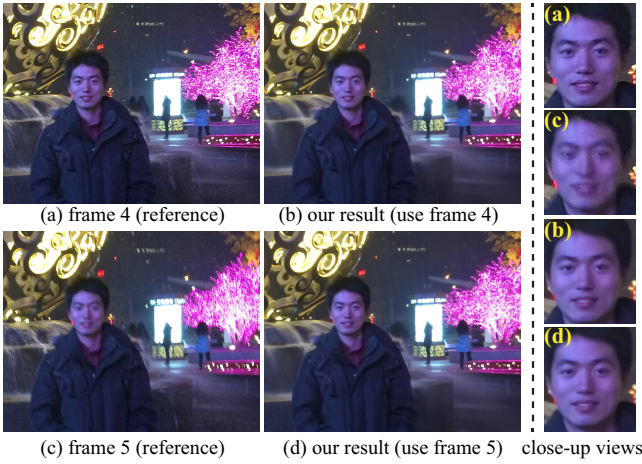 (a)
(c)
(a) frame 4 (reference) (b) our result (use frame 4)
(b)
(d)
(c) frame 5 (reference) (d) our result (use frame 5) close-up views